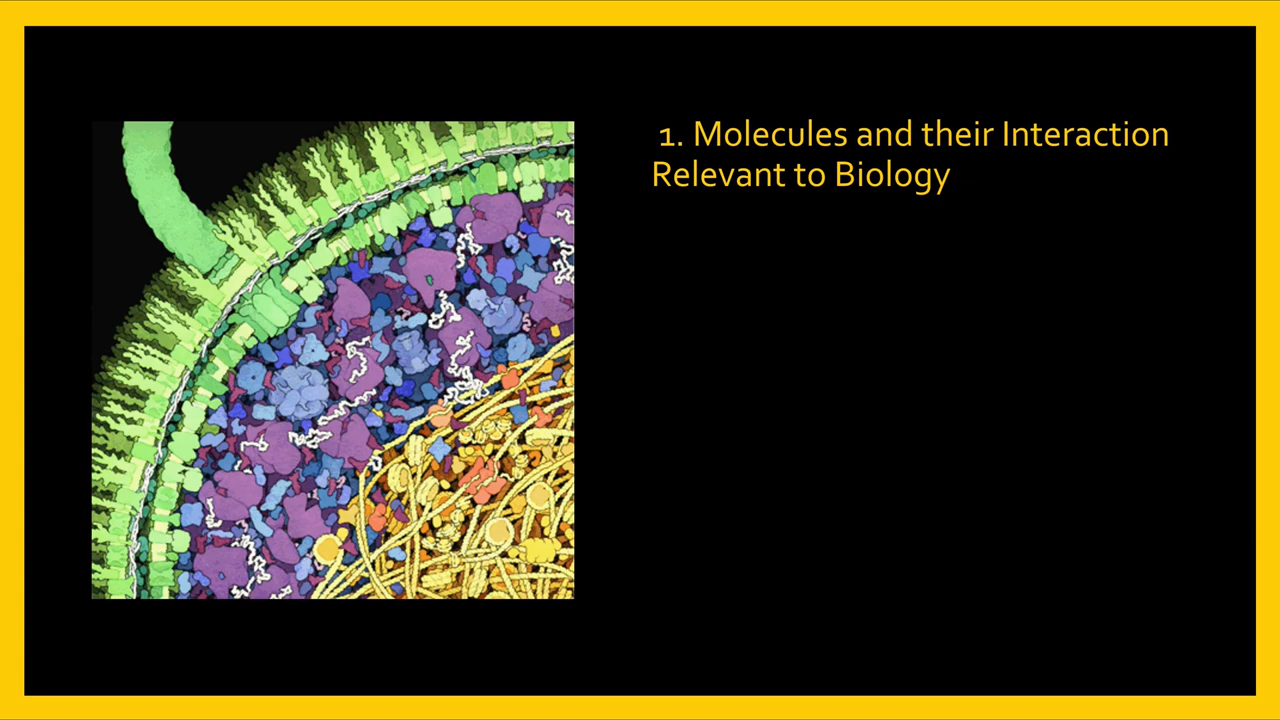 1. Molecules and their Interaction
Relevant to Biology